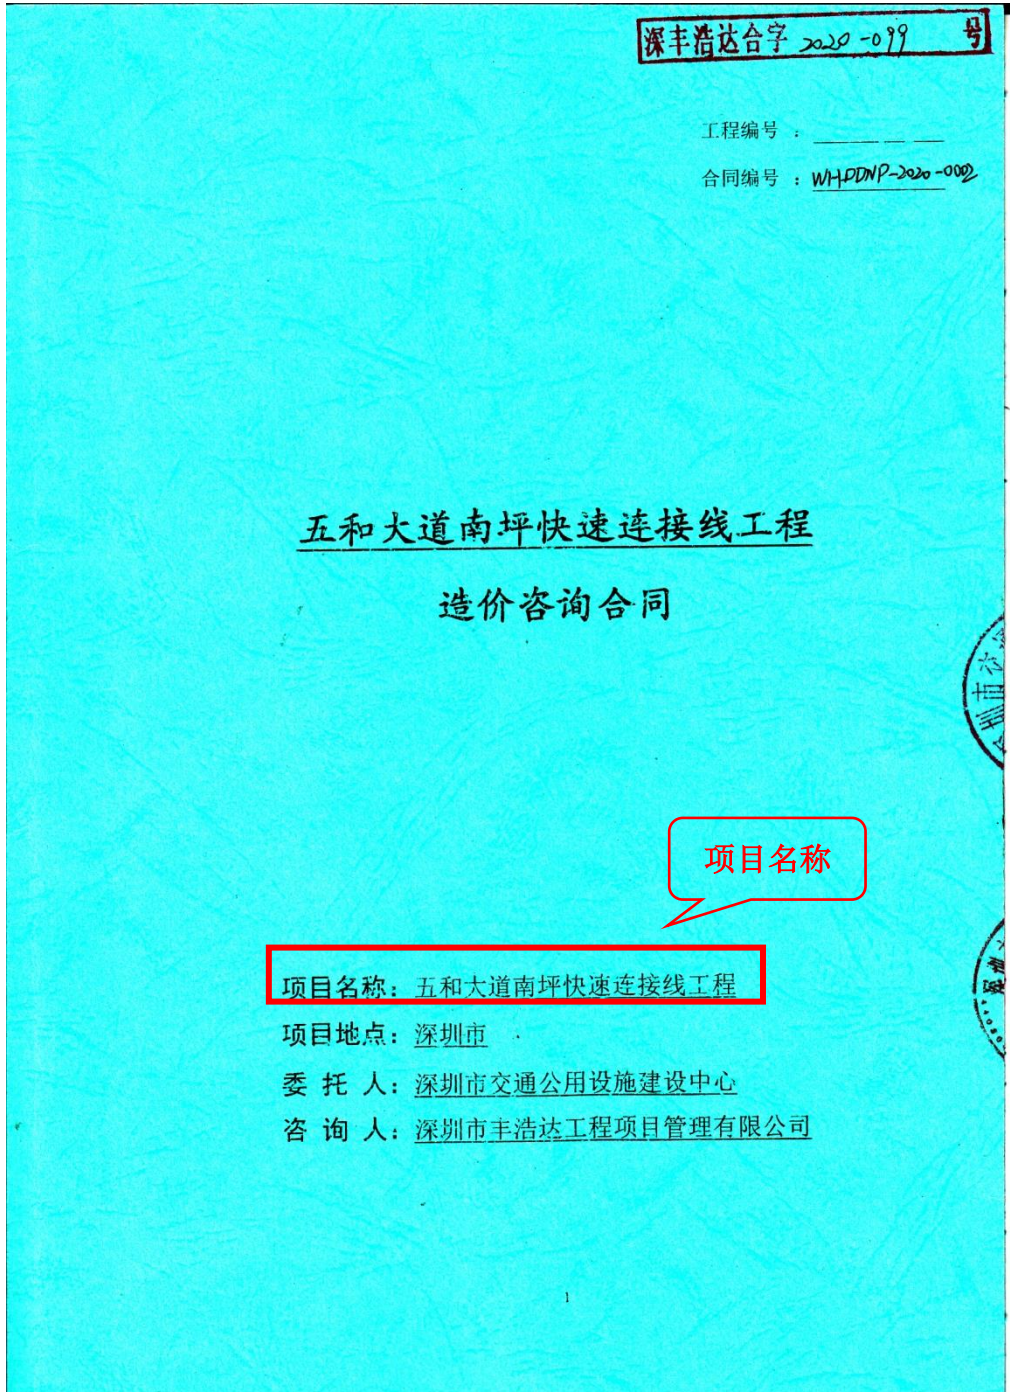 深丰浩达合字 2020-099 号
工程编号：
合同编号：WHDDNP-2020-0002
五和大道南坪快速连接线工程
造价咨询合同
项目名称
项目名称：五和大道南坪快速连接线工程
项目地点：深圳市
委托人：深圳市交通公用设施建设中心
咨询人：深圳市丰浩达工程项目管理有限公司
1